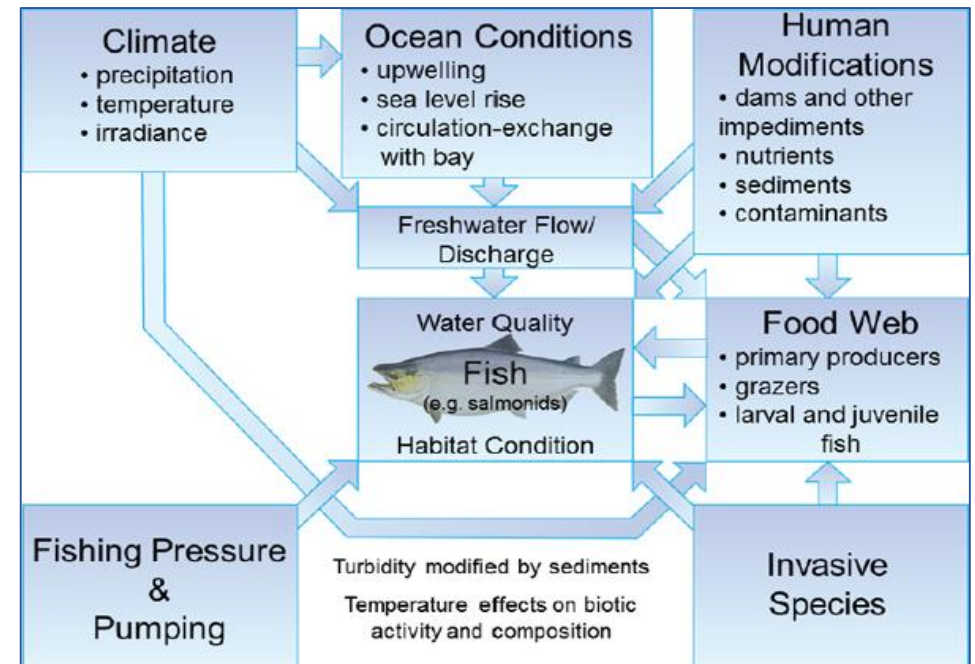 Climate
• precipitation
• temperature
• irradiance
Ocean Conditions
• upwelling
• sea level rise
• circulation-exchange
with bay
Human
Modifications
• dams and other
impediments
• nutrients
• sediments
• contaminants
Freshwater Flow/
Discharge
Water Quality
Fish
(e.g. salmonids)
Habitat Condition
Food Web
• primary producers
• grazers
• larval and juvenile
fish
Fishing Pressure
&
Pumping
Turbidity modified by sediments
Temperature effects on biotic
activity and composition
Invasive
Species